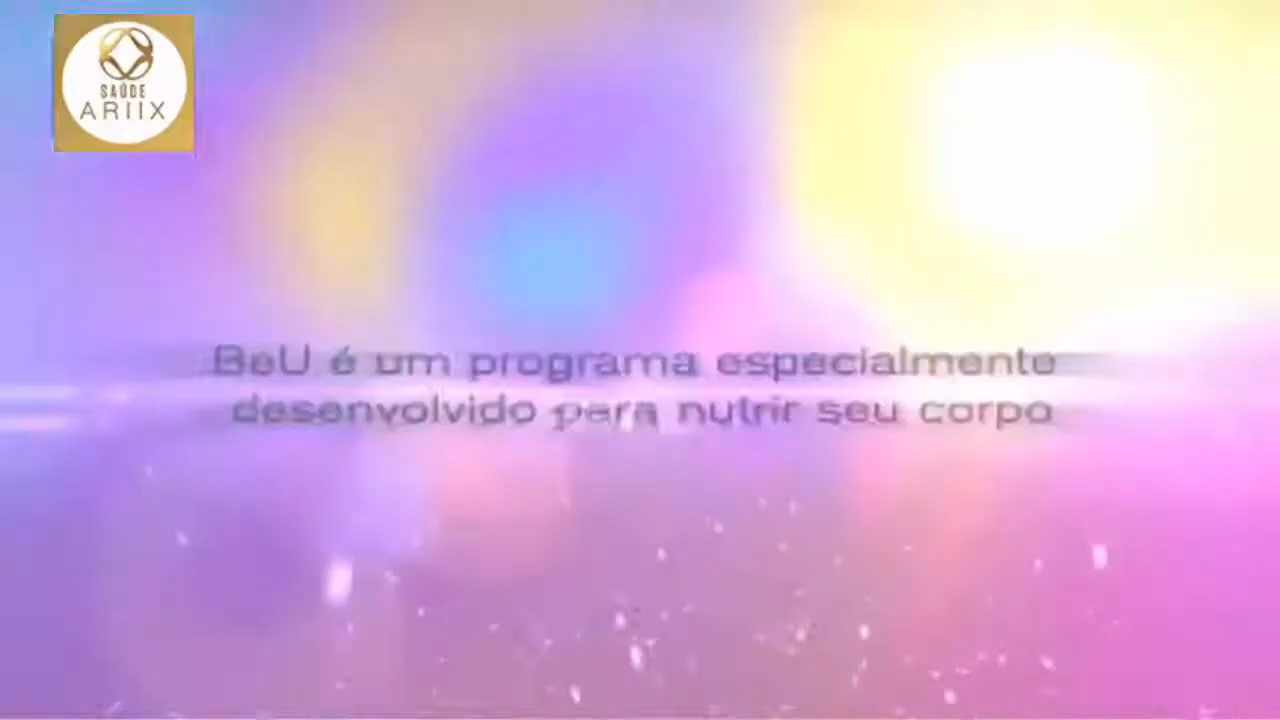 SAÚDE
ARIIX
BeU é um programa especialmente
desenvolvido para nutrir seu corpo